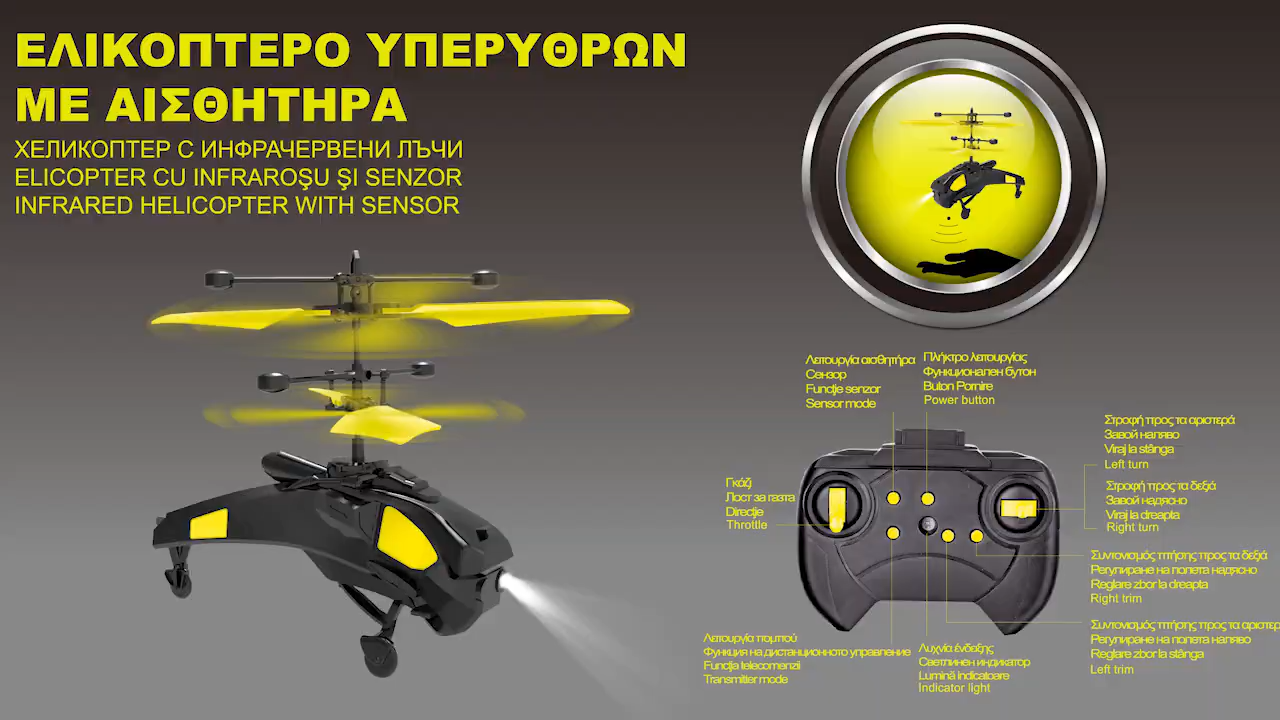 ΕΛΙΚΟΠΤΕΡΟ ΥΠΕΡΥΘΡΩΝ
ΜΕ ΑΙΣΘΗΤΗΡΑ
ХЕЛИКОПТЕР С ИНФРАЧЕРВЕНИ ЛЪЧИ
ELICOPTER CU INFRAROŞU ŞI SENZOR
INFRARED HELICOPTER WITH SENSOR
Λειτουργία αισθητήρα
Сензор
Funcţie senzor
Sensor mode
Πλήκτρο λειτουργίας
Функционален бутон
Buton Pornire
Power button
Στροφή προς τα αριστερά
Завой наляво
Viraj la stânga
Left turn
Γκάζι
Лост за газта
Direcţie
Throttle
Στροφή προς τα δεξιά
Завой надясно
Viraj la dreapta
Right turn
Συντονισμός πτήσης προς τα δεξιά
Регулиране на полета надясно
Reglare zbor la dreapta
Right trim
Συντονισμός πτήσης προς τα αριστερ
Регулиране на полета наляво
Reglare zbor la stânga
Left trim
Λειτουργία πομπού
Функция на дистанционното управление
Funcţia telecomenzii
Transmitter mode
Λυχνία ένδειξης
Светлинен индикатор
Lumină indicatoare
Indicator light